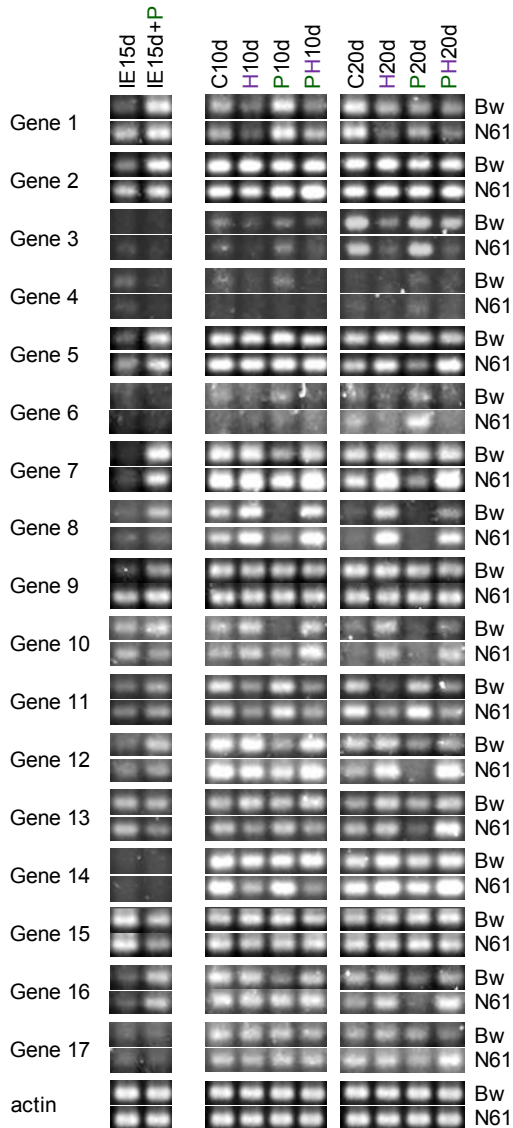 IE15d IE15d+P C10d H10d P10d PH10d C20d H20d P20d PH20d
Gene 1 Bw
N61
Gene 2 Bw
N61
Gene 3 Bw
N61
Gene 4 Bw
N61
Gene 5 Bw
N61
Gene 6 Bw
N61
Gene 7 Bw
N61
Gene 8 Bw
N61
Gene 9 Bw
N61
Gene 10 Bw
N61
Gene 11 Bw
N61
Gene 12 Bw
N61
Gene 13 Bw
N61
Gene 14 Bw
N61
Gene 15 Bw
N61
Gene 16 Bw
N61
Gene 17 Bw
N61
actin Bw
N61